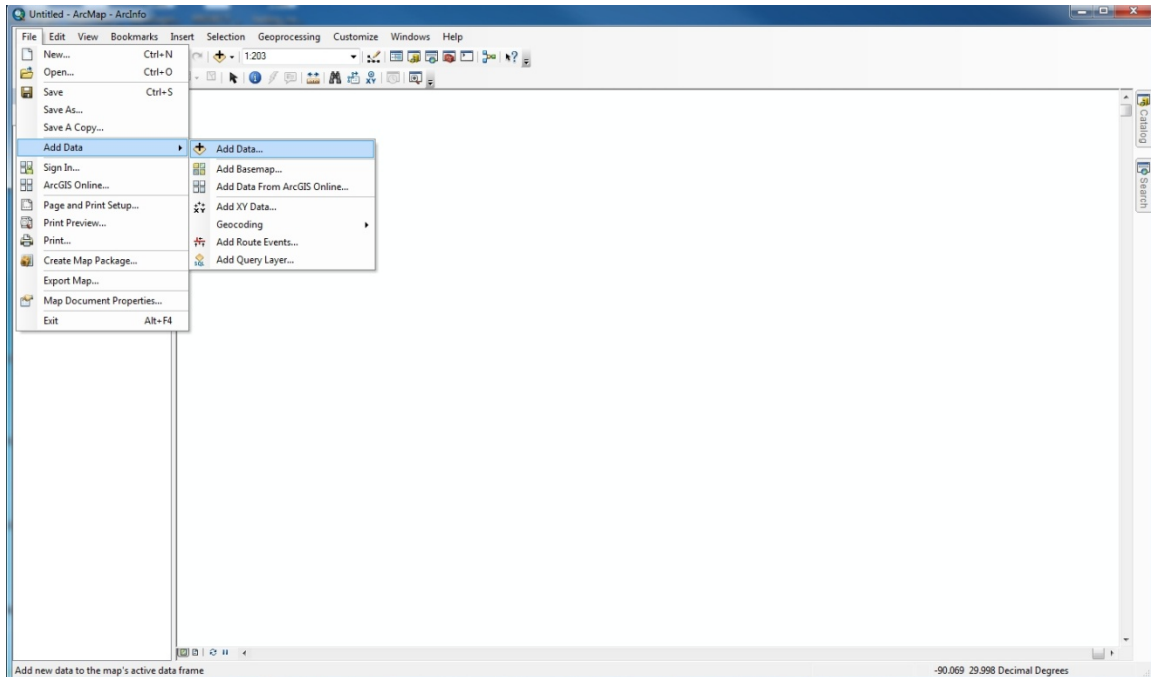 Untitled - ArcMap - ArcInfo
File Edit View Bookmarks Insert Selection Geoprocessing Customize Windows Help
1:203
New... Ctrl+N
Open... Ctrl+O
Save Ctrl+S
Save As...
Save A Copy...
Add Data
Sign In...
ArcGIS Online...
Page and Print Setup...
Print Preview...
Print...
Create Map Package...
Export Map...
Map Document Properties...
Exit Alt+F4
Add Data...
Add Basemap...
Add Data From ArcGIS Online...
Add XY Data...
Geocoding
Add Route Events...
Add Query Layer...
Catalog
Search
Add new data to the map's active data frame
-90.069 29.998 Decimal Degrees